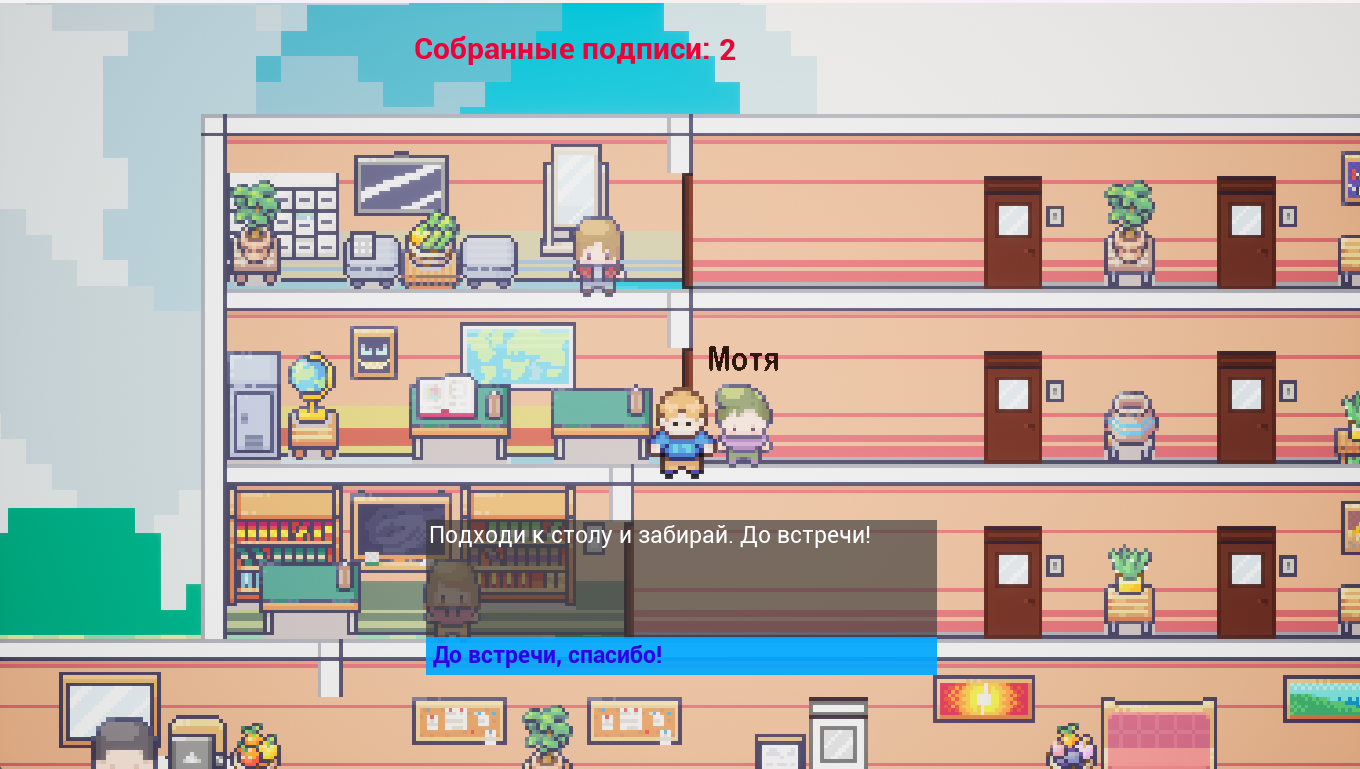 Собранные подписи: 2
Мотя
Подходи к столу и забирай. До встречи!
До встречи, спасибо!